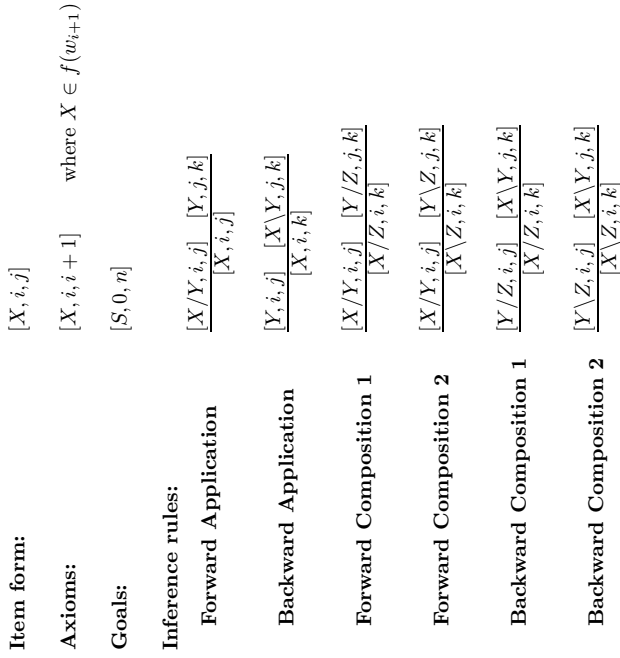 Item form: [X, i, j]
Axioms: [X, i, i + 1] where X ∈ f(w_{i+1})
Goals: [S, 0, n]
Inference rules:
Forward Application [X/Y, i, j] [Y, j, k]
[X, i, j]
Backward Application [Y, i, j] [X\Y, j, k]
[X, i, k]
Forward Composition 1 [X/Y, i, j] [Y/Z, j, k]
[X/Z, i, k]
Forward Composition 2 [X/Y, i, j] [Y\Z, j, k]
[X\Z, i, k]
Backward Composition 1 [Y/Z, i, j] [X\Y, j, k]
[X/Z, i, k]
Backward Composition 2 [Y\Z, i, j] [X\Y, j, k]
[X\Z, i, k]